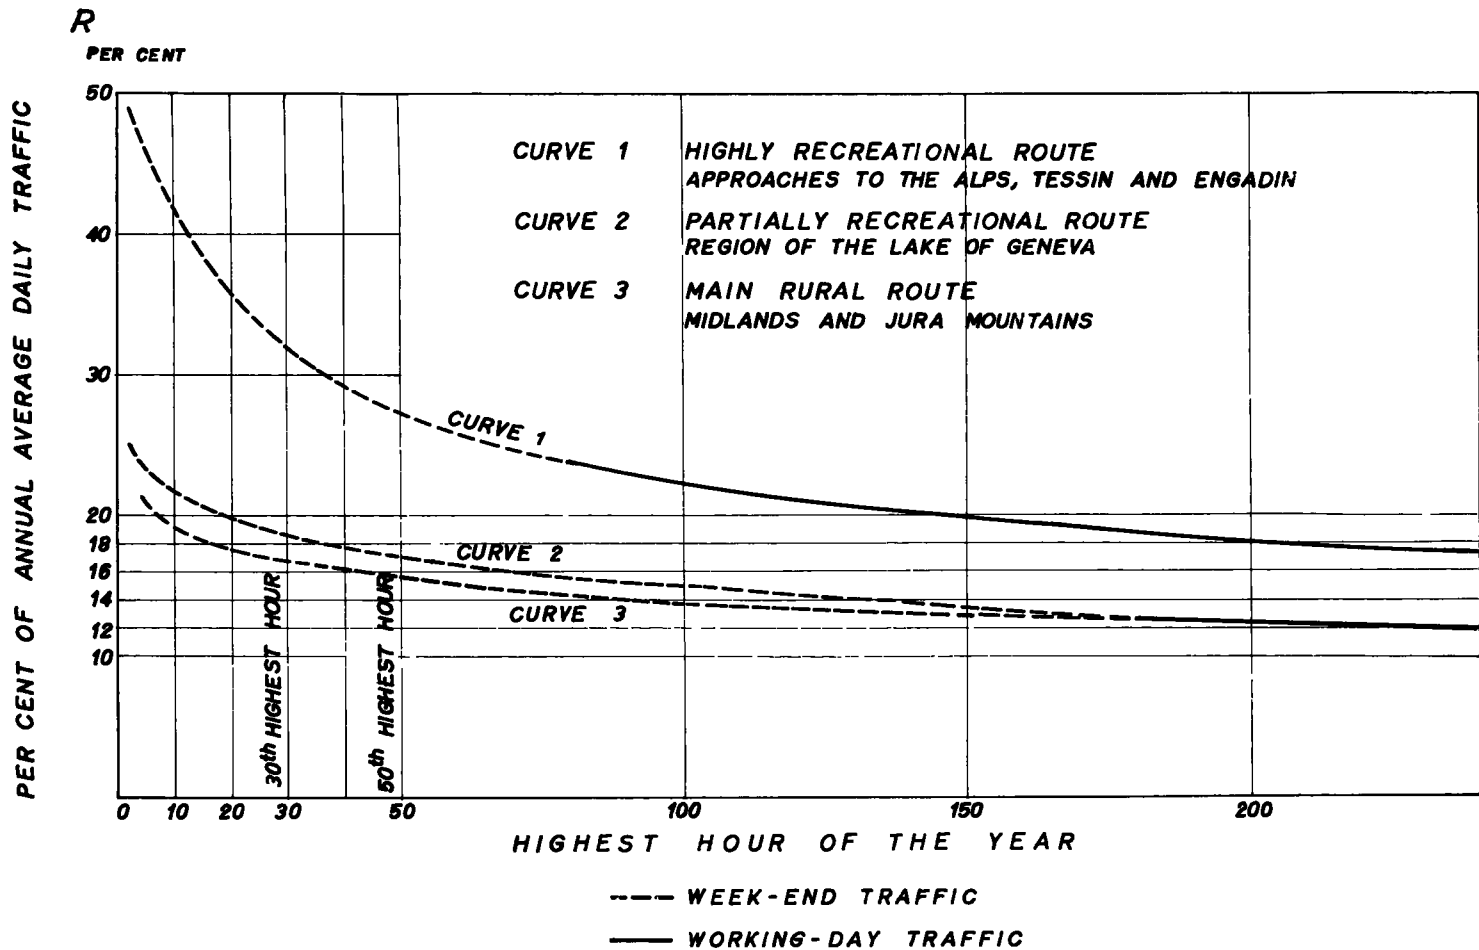 R
PER CENT
PER CENT OF ANNUAL AVERAGE DAILY TRAFFIC
50
40
30
20
18
16
14
12
10
CURVE 1 HIGHLY RECREATIONAL ROUTE
APPROACHES TO THE ALPS, TESSIN AND ENGADIN
CURVE 2 PARTIALLY RECREATIONAL ROUTE
REGION OF THE LAKE OF GENEVA
CURVE 3 MAIN RURAL ROUTE
MIDLANDS AND JURA MOUNTAINS
CURVE 1
CURVE 2
CURVE 3
30th HIGHEST HOUR
50th HIGHEST HOUR
0 10 20 30 50 100 150 200
HIGHEST HOUR OF THE YEAR
WEEK-END TRAFFIC
WORKING-DAY TRAFFIC